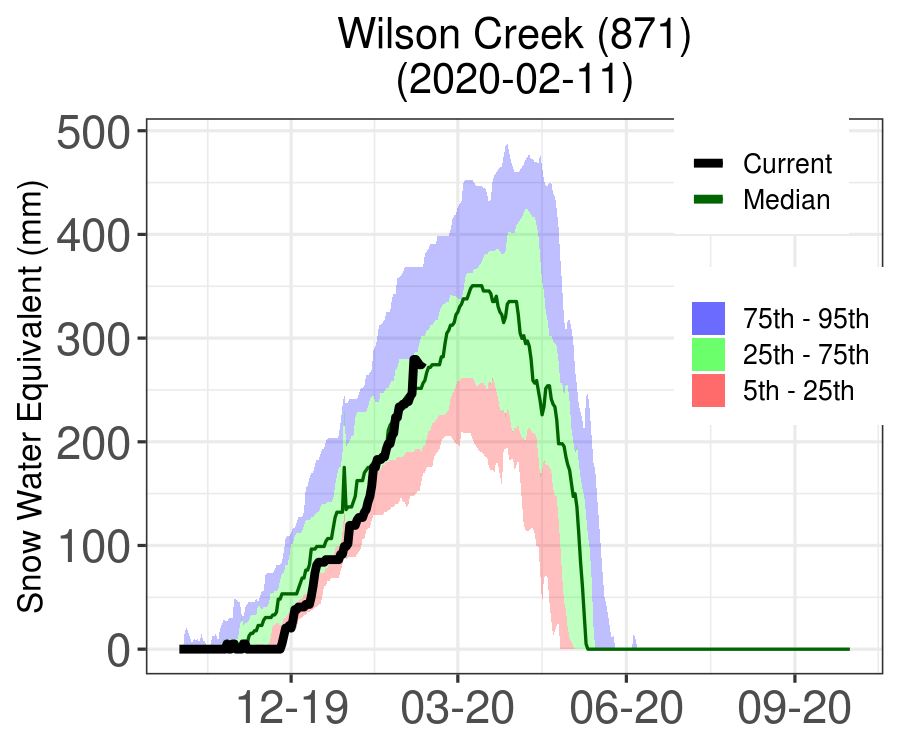 Wilson Creek (871)
(2020-02-11)
Snow Water Equivalent (mm)
500
400
300
200
100
0
12-19
03-20
06-20
09-20
Current
Median
75th - 95th
25th - 75th
5th - 25th